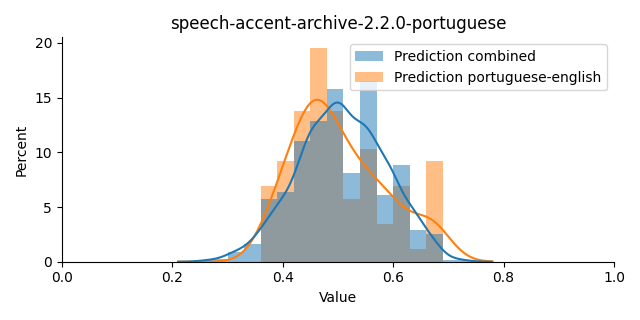 speech-accent-archive-2.2.0-portuguese
Prediction combined
Prediction portuguese-english
Percent
20
15
10
5
0
0.0 0.2 0.4 0.6 0.8 1.0
Value